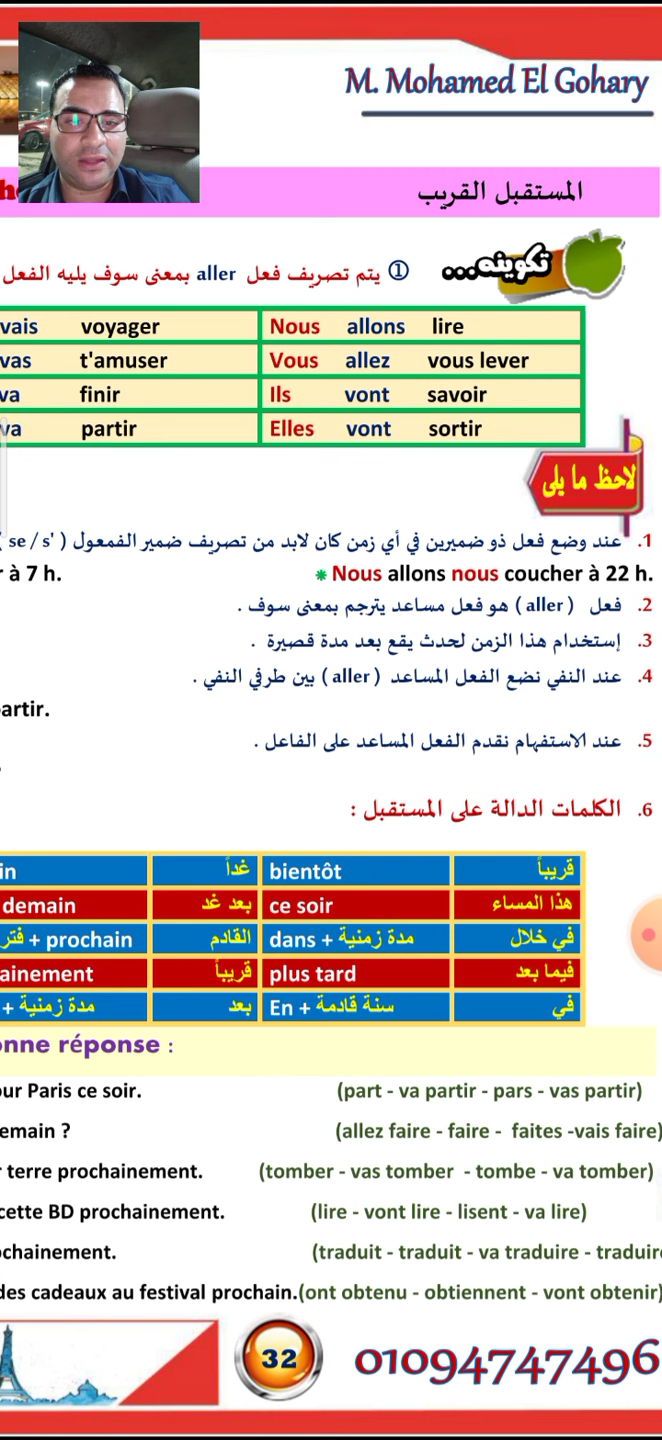 M. Mohamed El Gohary
المستقبل القريب
تكوينه...
① يتم تصريف فعل aller بمعنى سوف يليه الفعل
vais voyager Nous allons lire
vas t'amuser Vous allez vous lever
va finir Ils vont savoir
va partir Elles vont sortir
لاحظ ما يلى
1. عند وضع فعل ذو ضميرين في أي زمن كان لابد من تصريف ضمير المفعول ( 'se / s )
à 7 h. * Nous allons nous coucher à 22 h.
2. فعل ( aller ) هو فعل مساعد يترجم بمعنى سوف .
3. إستخدام هذا الزمن لحدث يقع بعد مدة قصيرة .
4. عند النفي نضع الفعل المساعد ( aller ) بين طرفي النفي .
artir.
5. عند الاستفهام نقدم الفعل المساعد على الفاعل .
6. الكلمات الدالة على المستقبل :
in غداً bientôt قريباً
demain بعد غد ce soir هذا المساء
+ prochain القادم dans + مدة زمنية في خلال
ainement قريباً plus tard فيما بعد
+ مدة زمنية بعد En + سنة قادمة في
onne réponse :
our Paris ce soir. (part - va partir - pars - vas partir)
emain ? (allez faire - faire - faites -vais faire)
r terre prochainement. (tomber - vas tomber - tombe - va tomber)
cette BD prochainement. (lire - vont lire - lisent - va lire)
ochainement. (traduit - traduit - va traduire - traduire
des cadeaux au festival prochain.(ont obtenu - obtiennent - vont obtenir)
32
01094747496